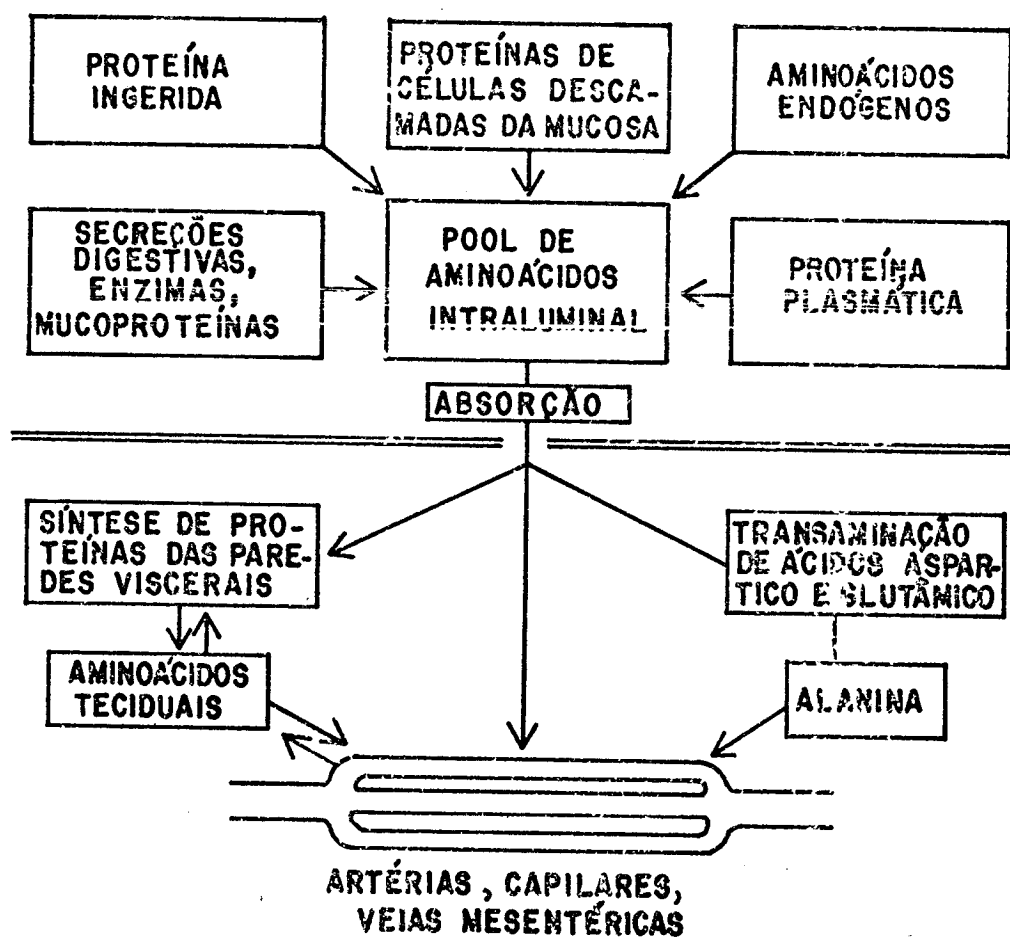 PROTEÍNA
INGERIDA
PROTEÍNAS DE
CÉLULAS DESCA-
MADAS DA MUCOSA
AMINOÁCIDOS
ENDÓGENOS
SECREÇÕES
DIGESTIVAS,
ENZIMAS,
MUCOPROTEÍNAS
POOL DE
AMINOÁCIDOS
INTRALUMINAL
PROTEÍNA
PLASMÁTICA
ABSORÇÃO
SÍNTESE DE PRO-
TEÍNAS DAS PARE-
DES VISCERAIS
TRANSAMINAÇÃO
DE ÁCIDOS ASPÁR-
TICO E GLUTÂMICO
AMINOÁCIDOS
TECIDUAIS
ALANINA
ARTÉRIAS, CAPILARES,
VEIAS MESENTÉRICAS